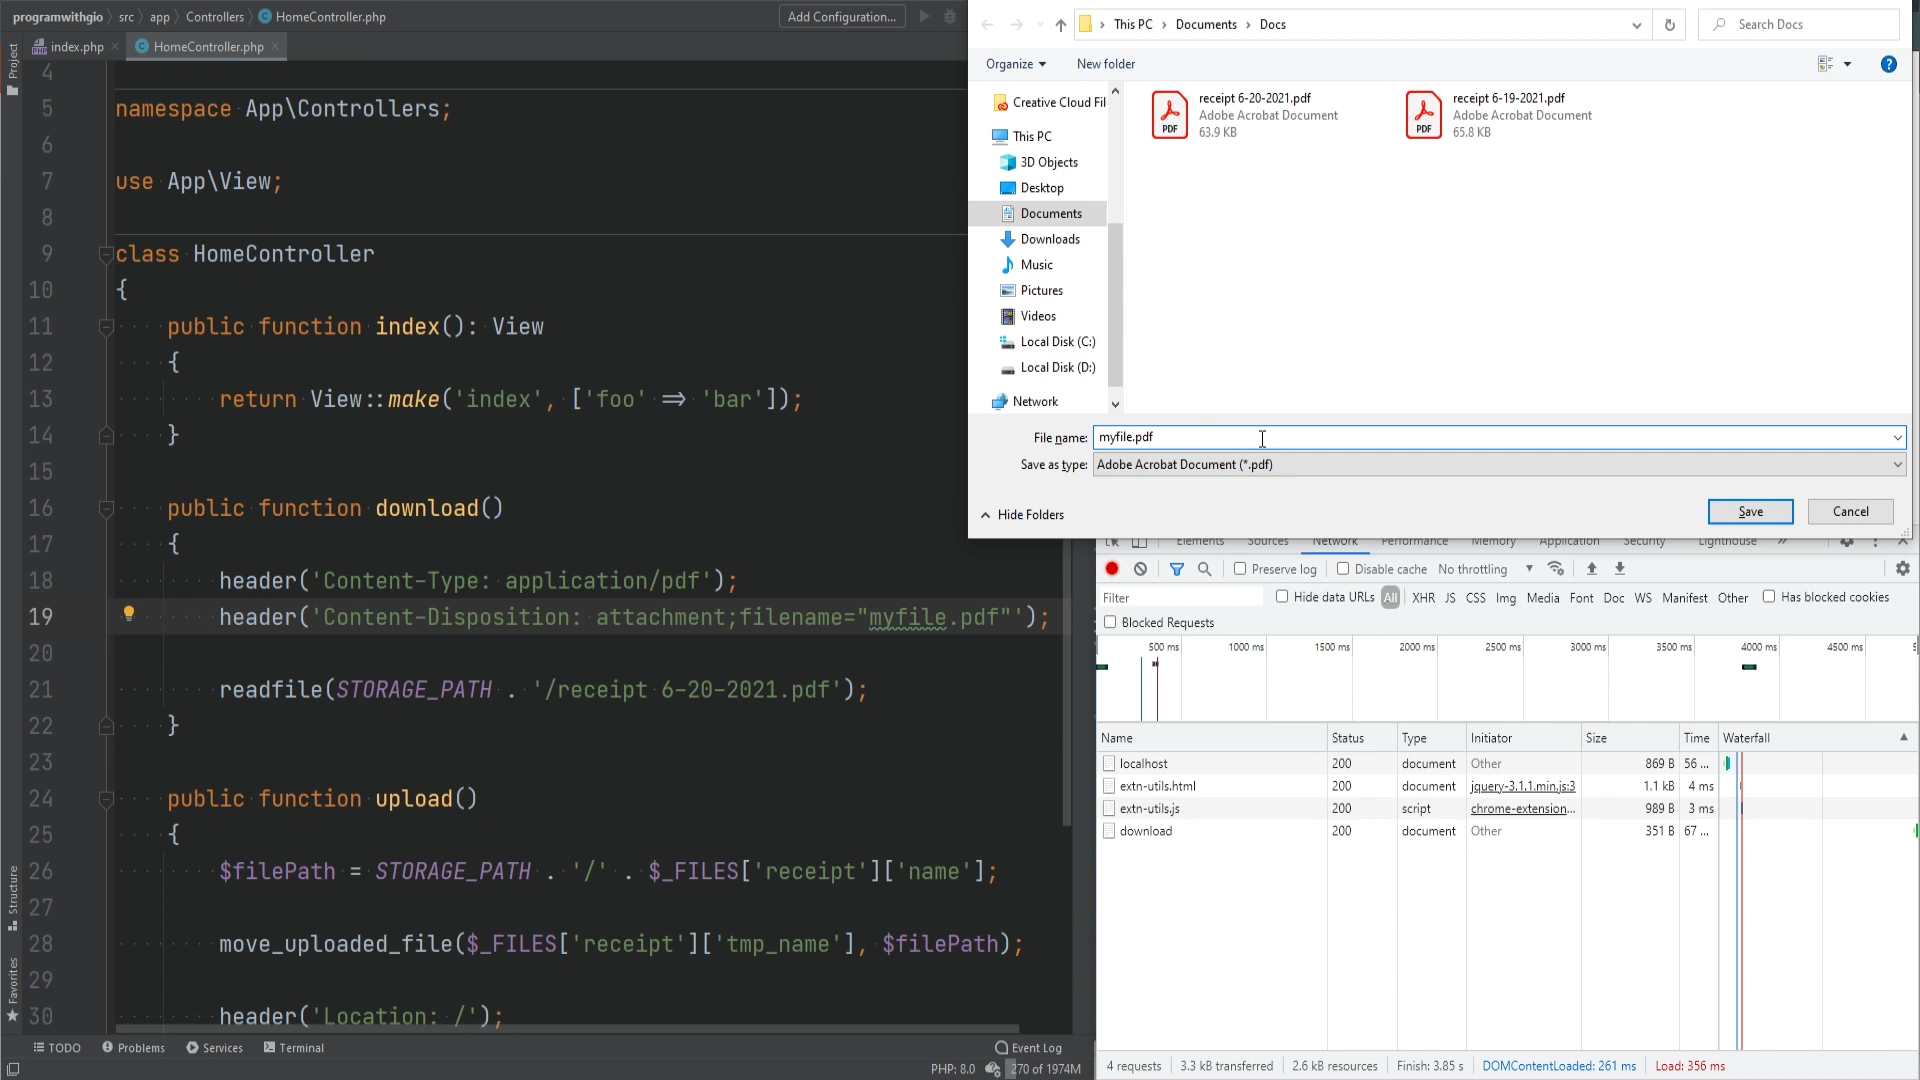 programwithgio
src
app
Controllers
HomeController.php
Add Configuration...
index.php
HomeController.php
Project
4
5 namespace App\Controllers;
6
7 use App\View;
8
9 class HomeController
10 {
11 public function index(): View
12 {
13 return View::make('index', ['foo' => 'bar']);
14 }
15
16 public function download()
17 {
18 header('Content-Type: application/pdf');
19 header('Content-Disposition: attachment;filename="myfile.pdf"');
20
21 readfile(STORAGE_PATH . '/receipt 6-20-2021.pdf');
22 }
23
24 public function upload()
25 {
26 $filePath = STORAGE_PATH . '/' . $_FILES['receipt']['name'];
27
28 move_uploaded_file($_FILES['receipt']['tmp_name'], $filePath);
29
30 header('Location: /');
Structure
Favorites
TODO
Problems
Services
Terminal
Event Log
PHP: 8.0
270 of 1974M
This PC
Documents
Docs
Search Docs
Organize
New folder
Creative Cloud Fil
This PC
3D Objects
Desktop
Documents
Downloads
Music
Pictures
Videos
Local Disk (C:)
Local Disk (D:)
Network
PDF
receipt 6-20-2021.pdf
Adobe Acrobat Document
63.9 KB
PDF
receipt 6-19-2021.pdf
Adobe Acrobat Document
65.8 KB
File name: myfile.pdf
Save as type: Adobe Acrobat Document (*.pdf)
Hide Folders
Save
Cancel
Elements Sources Network Performance Memory Application Security Lighthouse »
Preserve log Disable cache No throttling
Filter Hide data URLs All XHR JS CSS Img Media Font Doc WS Manifest Other Has blocked cookies
Blocked Requests
500 ms 1000 ms 1500 ms 2000 ms 2500 ms 3000 ms 3500 ms 4000 ms 4500 ms
Name Status Type Initiator Size Time Waterfall
localhost 200 document Other 869 B 56 ...
extn-utils.html 200 document jquery-3.1.1.min.js:3 1.1 kB 4 ms
extn-utils.js 200 script chrome-extension... 989 B 3 ms
download 200 document Other 351 B 67 ...
4 requests 3.3 kB transferred 2.6 kB resources Finish: 3.85 s DOMContentLoaded: 261 ms Load: 356 ms